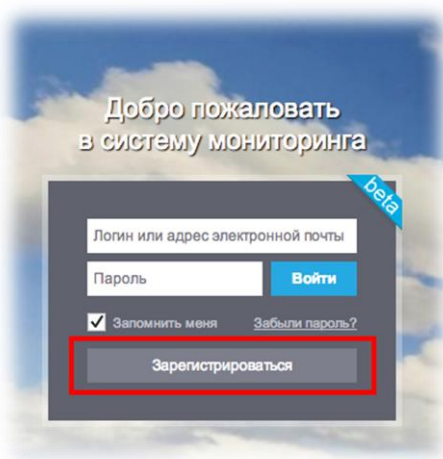 Добро пожаловать
в систему мониторинга
beta
Логин или адрес электронной почты
Пароль
Войти
Запомнить меня
Забыли пароль?
Зарегистрироваться